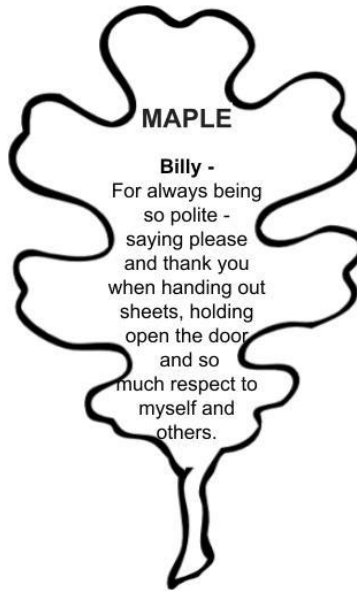 MAPLE
Billy -
For always being
so polite -
saying please
and thank you
when handing out
sheets, holding
open the door
and so
much respect to
myself and
others.